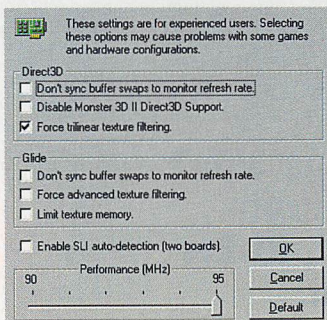 These settings are for experienced users. Selecting
these options may cause problems with some games
and hardware configurations.
Direct3D
Don't sync buffer swaps to monitor refresh rate.
Disable Monster 3D II Direct3D Support.
Force trilinear texture filtering.
Glide
Don't sync buffer swaps to monitor refresh rate.
Force advanced texture filtering.
Limit texture memory.
Enable SLI auto-detection (two boards).
OK
Performance (MHz)
90
95
Cancel
Default